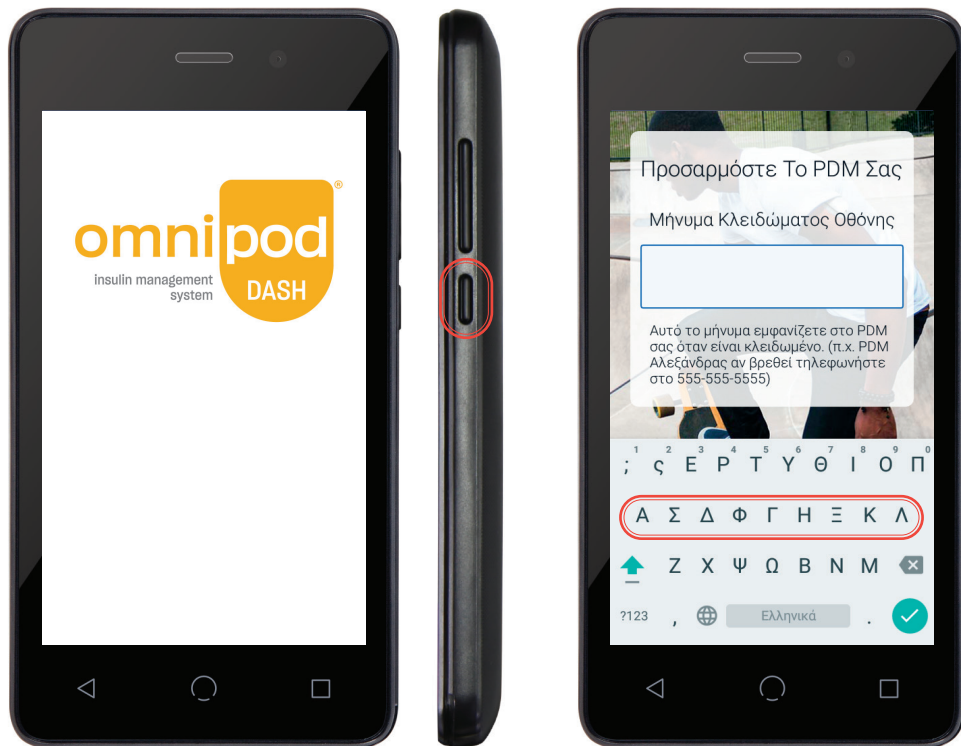 omnipod®
insulin management
system
DASH
Προσαρμόστε Το PDM Σας
Μήνυμα Κλειδώματος Οθόνης
Αυτό το μήνυμα εμφανίζετε στο PDM
σας όταν είναι κλειδωμένο. (π.χ. PDM
Αλεξάνδρας αν βρεθεί τηλεφωνήστε
στο 555-555-5555)
1 2 3 4 5 6 7 8 9 0
; ς Ε Ρ Τ Υ Θ Ι Ο Π
Α Σ Δ Φ Γ Η Ξ Κ Λ
Ζ Χ Ψ Ω Β Ν Μ
?123 , Ελληνικά .